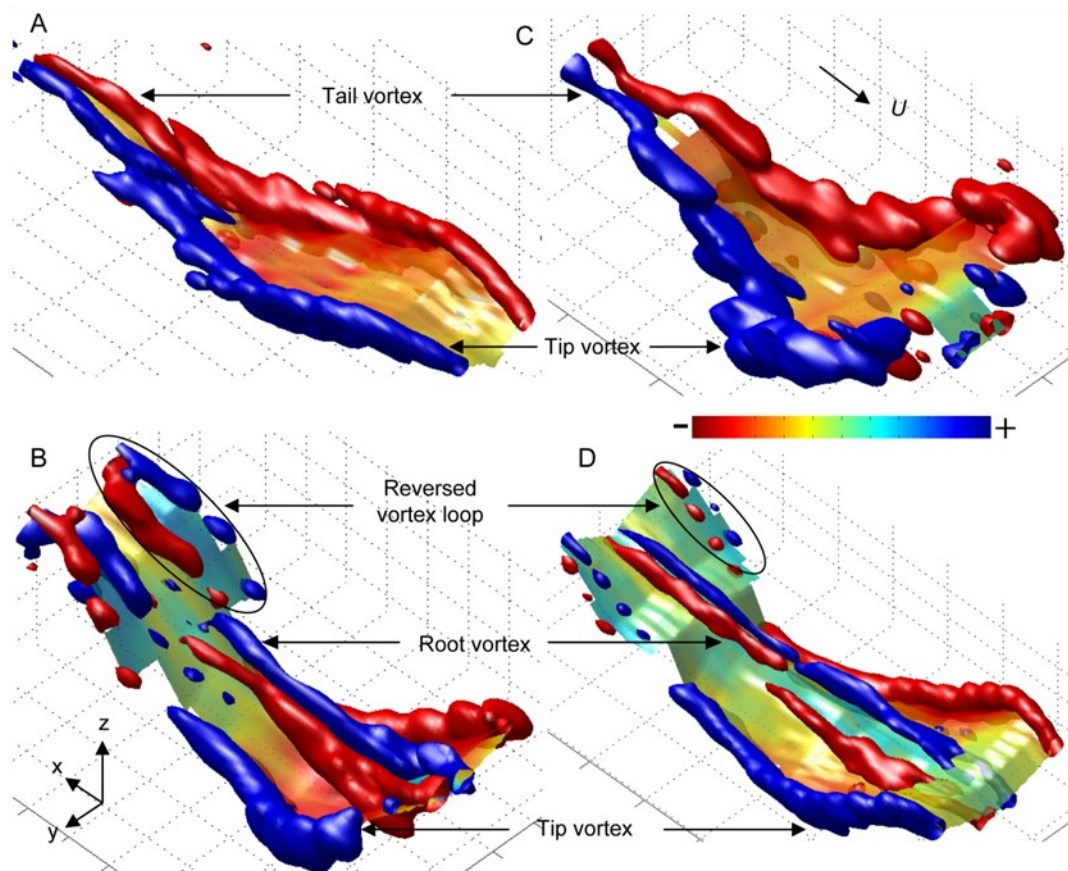 A
C
U
Tail vortex
Tip vortex
- +
B
D
Reversed
vortex loop
Root vortex
z
x
y
Tip vortex